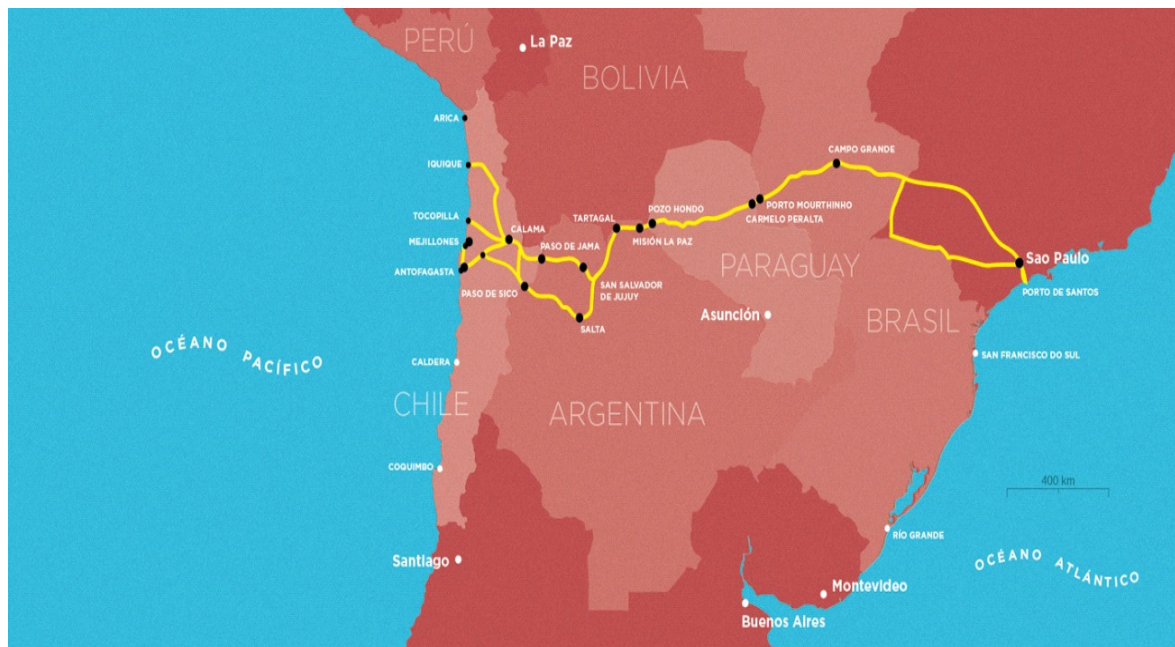 PERÚ
La Paz
BOLIVIA
ARICA
IQUIQUE
CAMPO GRANDE
TOCOPILLA
TARTAGAL
POZO HONDO
PORTO MOURTHINHO
CARMELO PERALTA
CALAMA
MISIÓN LA PAZ
MEJILLONES
PASO DE JAMA
ANTOFAGASTA
PARAGUAY
Sao Paulo
PASO DE SICO
SAN SALVADOR
DE JUJUY
PORTO DE SANTOS
Asunción
BRASIL
SALTA
OCÉANO PACÍFICO
CALDERA
SAN FRANCISCO DO SUL
CHILE
ARGENTINA
COQUIMBO
400 km
RÍO GRANDE
Santiago
OCÉANO ATLÁNTICO
Montevideo
Buenos Aires